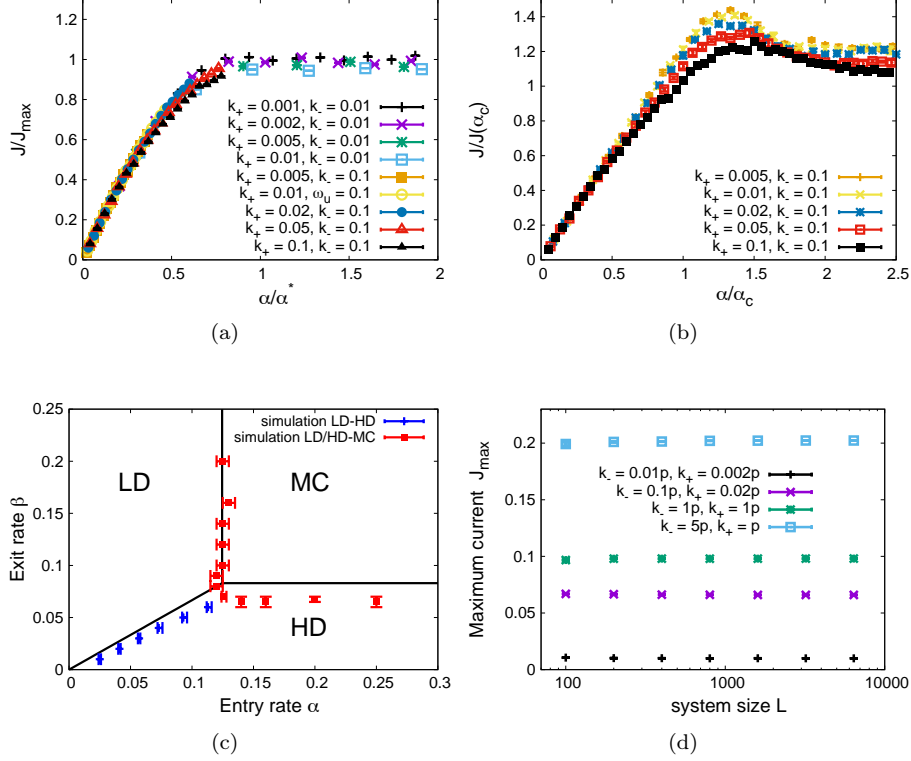 J/J_max
1.2
1
0.8
0.6
0.4
0.2
0
k₊ = 0.001, k₋ = 0.01
k₊ = 0.002, k₋ = 0.01
k₊ = 0.005, k₋ = 0.01
k₊ = 0.01, k₋ = 0.01
k₊ = 0.005, k₋ = 0.1
k₊ = 0.01, ω_u = 0.1
k₊ = 0.02, k₋ = 0.1
k₊ = 0.05, k₋ = 0.1
k₊ = 0.1, k₋ = 0.1
0 0.5 1 1.5 2
α/α*
(a)
J/J(α_c)
1.4
1.2
1
0.8
0.6
0.4
0.2
0
k₊ = 0.005, k₋ = 0.1
k₊ = 0.01, k₋ = 0.1
k₊ = 0.02, k₋ = 0.1
k₊ = 0.05, k₋ = 0.1
k₊ = 0.1, k₋ = 0.1
0 0.5 1 1.5 2 2.5
α/α_c
(b)
Exit rate β
0.25
0.2
0.15
0.1
0.05
0
simulation LD-HD
simulation LD/HD-MC
LD
MC
HD
0 0.05 0.1 0.15 0.2 0.25 0.3
Entry rate α
(c)
Maximum current J_max
0.2
0.15
0.1
0.05
0
k₋ = 0.01p, k₊ = 0.002p
k₋ = 0.1p, k₊ = 0.02p
k₋ = 1p, k₊ = 1p
k₋ = 5p, k₊ = p
100 1000 10000
system size L
(d)